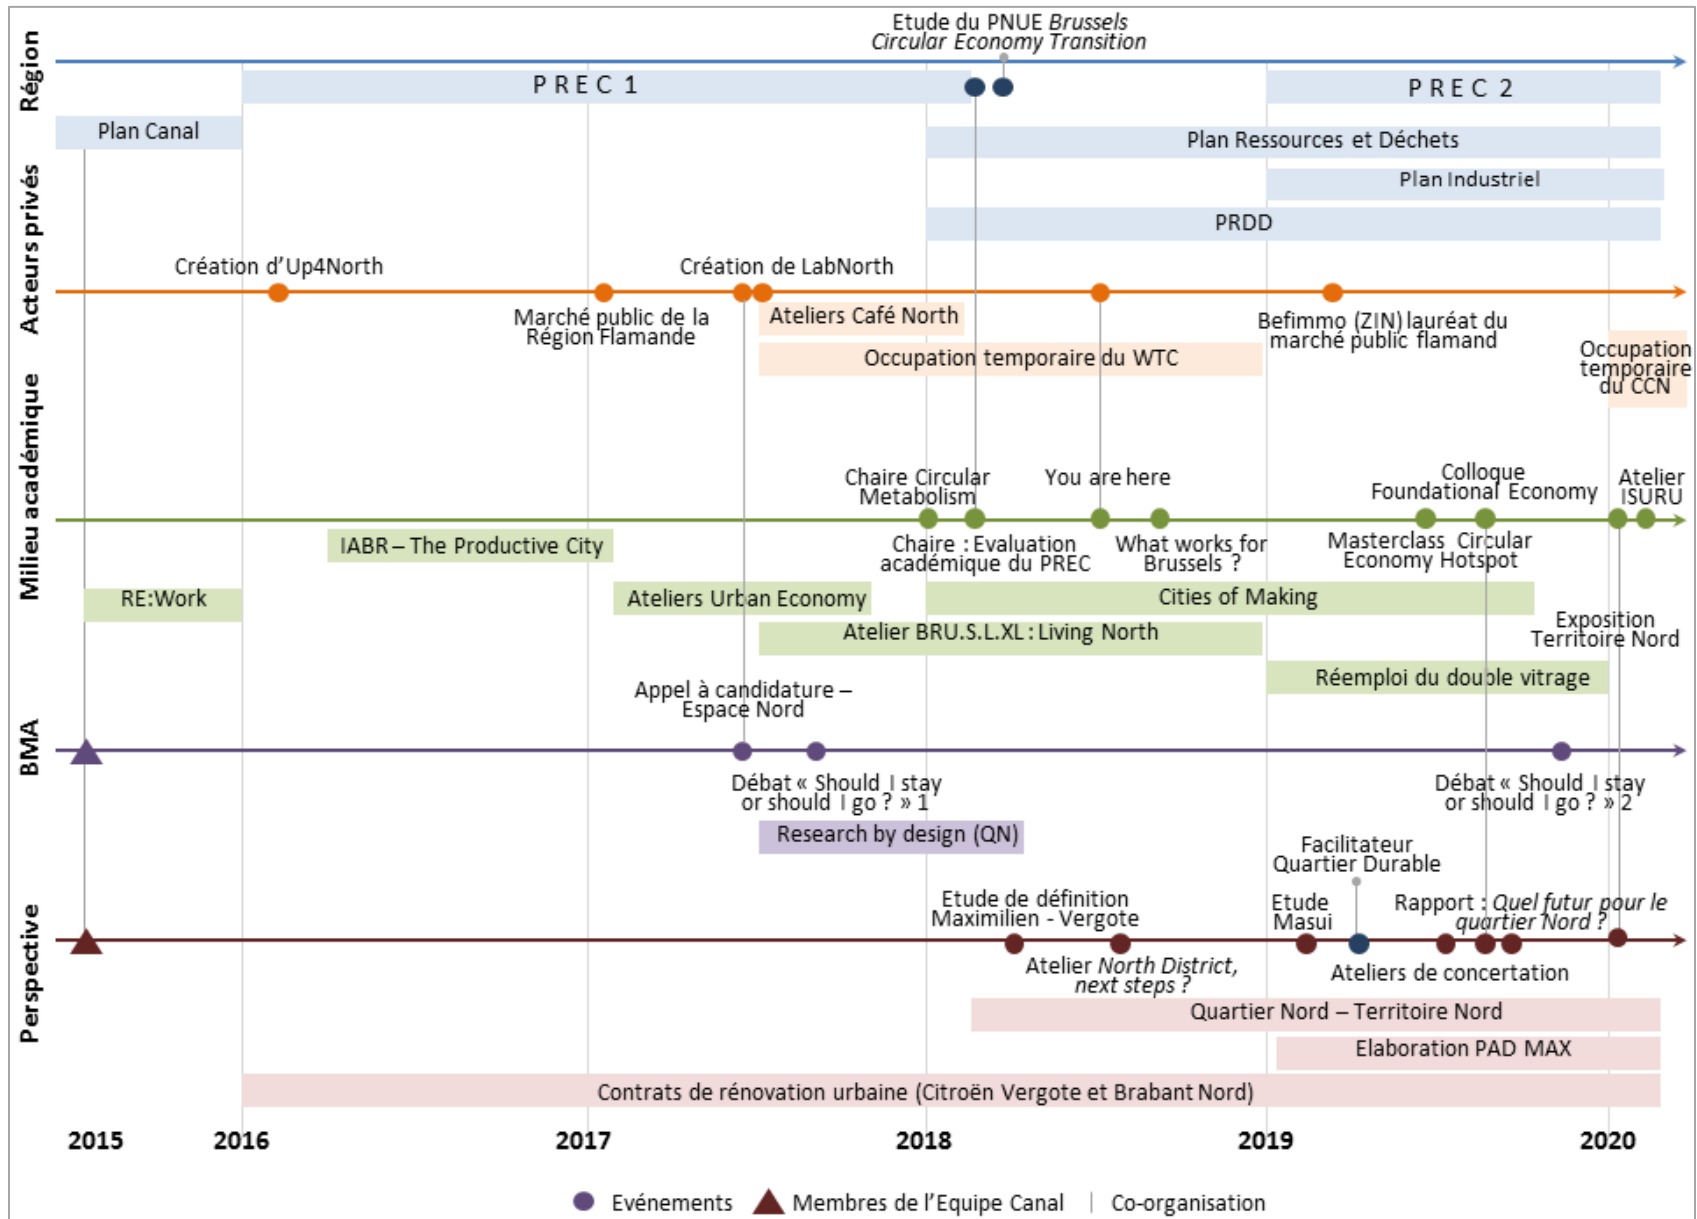 Région
Etude du PNUE Brussels
Circular Economy Transition
PREC 1
PREC 2
Plan Canal
Plan Ressources et Déchets
Plan Industriel
PRDD
Acteurs privés
Création d’Up4North
Création de LabNorth
Marché public de la
Région Flamande
Ateliers Café North
Befimmo (ZIN) lauréat du
marché public flamand
Occupation temporaire du WTC
Occupation
temporaire
du CCN
Milieu académique
Chaire Circular
Metabolism
You are here
Colloque
Foundational Economy
Atelier
ISURU
IABR – The Productive City
Chaire : Evaluation
académique du PREC
What works for
Brussels ?
Masterclass Circular
Economy Hotspot
RE:Work
Ateliers Urban Economy
Cities of Making
Atelier BRU.S.L.XL : Living North
Exposition
Territoire Nord
Réemploi du double vitrage
BMA
Appel à candidature –
Espace Nord
Débat « Should I stay
or should I go ? » 1
Débat « Should I stay
or should I go ? » 2
Research by design (QN)
Perspective
Facilitateur
Quartier Durable
Etude de définition
Maximilien - Vergote
Etude
Masui
Rapport : Quel futur pour le
quartier Nord ?
Atelier North District,
next steps ?
Ateliers de concertation
Quartier Nord – Territoire Nord
Elaboration PAD MAX
Contrats de rénovation urbaine (Citroën Vergote et Brabant Nord)
2015 2016 2017 2018 2019 2020
Evénements Membres de l’Equipe Canal Co-organisation